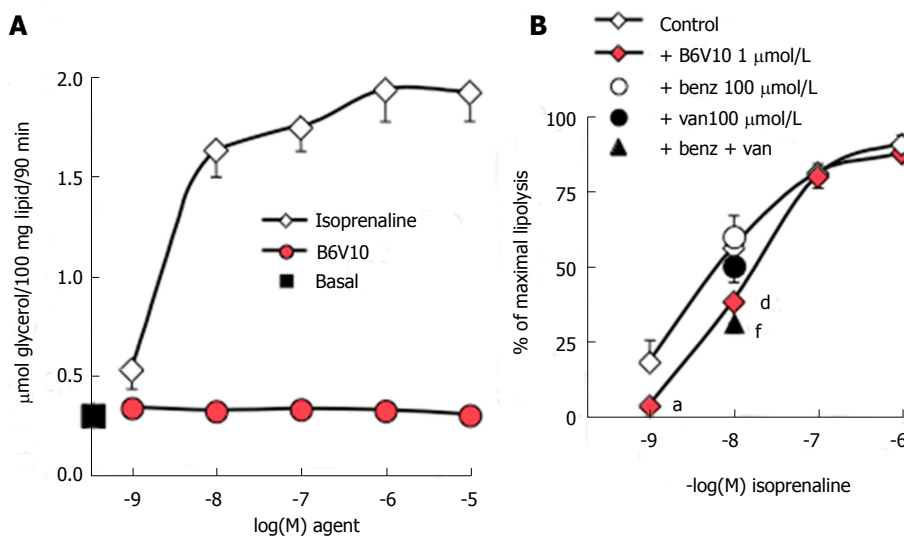 A
μmol glycerol/100 mg lipid/90 min
2.0
1.5
1.0
0.5
0.0
Isoprenaline
B6V10
Basal
-9 -8 -7 -6 -5
log(M) agent
B
Control
+ B6V10 1 μmol/L
+ benz 100 μmol/L
+ van100 μmol/L
+ benz + van
% of maximal lipolysis
100
75
50
25
0
d
f
a
-9 -8 -7 -6
-log(M) isoprenaline